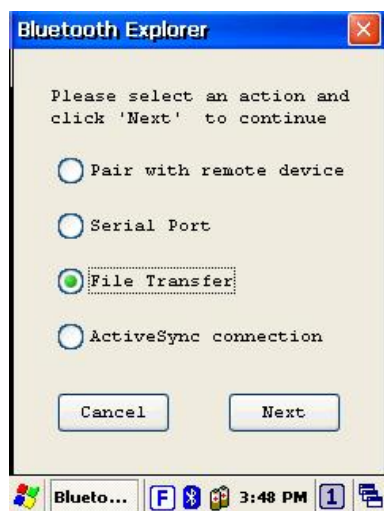 Bluetooth Explorer
Please select an action and
click 'Next' to continue
Pair with remote device
Serial Port
File Transfer
ActiveSync connection
Cancel Next
Blueto... F 3:48 PM 1